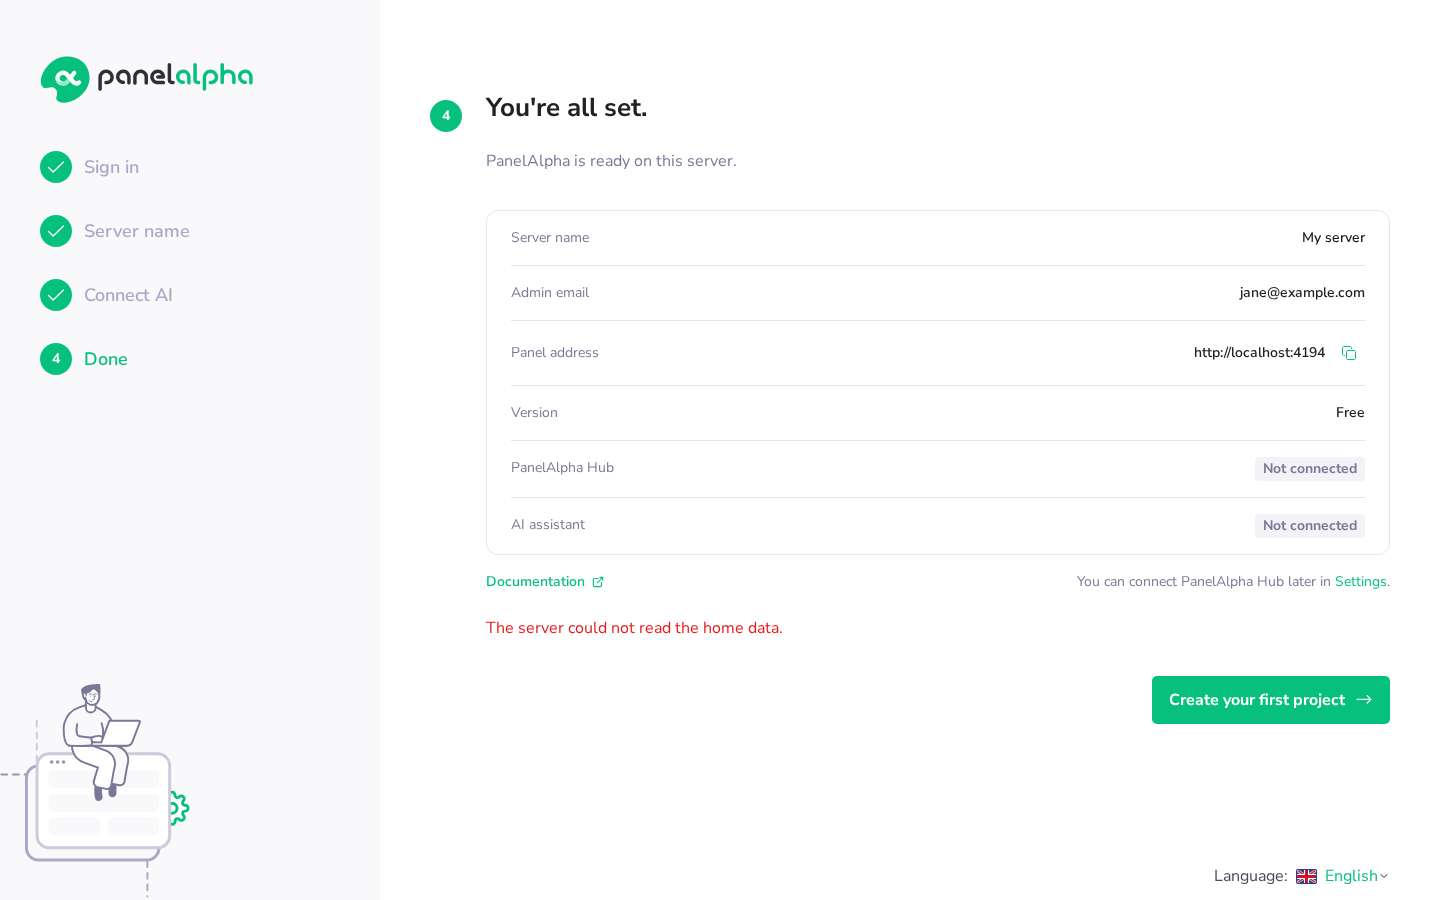 panelalpha
Sign in
Server name
Connect AI
4 Done
4 You're all set.
PanelAlpha is ready on this server.
Server name My server
Admin email jane@example.com
Panel address http://localhost:4194
Version Free
PanelAlpha Hub Not connected
AI assistant Not connected
Documentation You can connect PanelAlpha Hub later in Settings.
The server could not read the home data.
Create your first project
Language: English